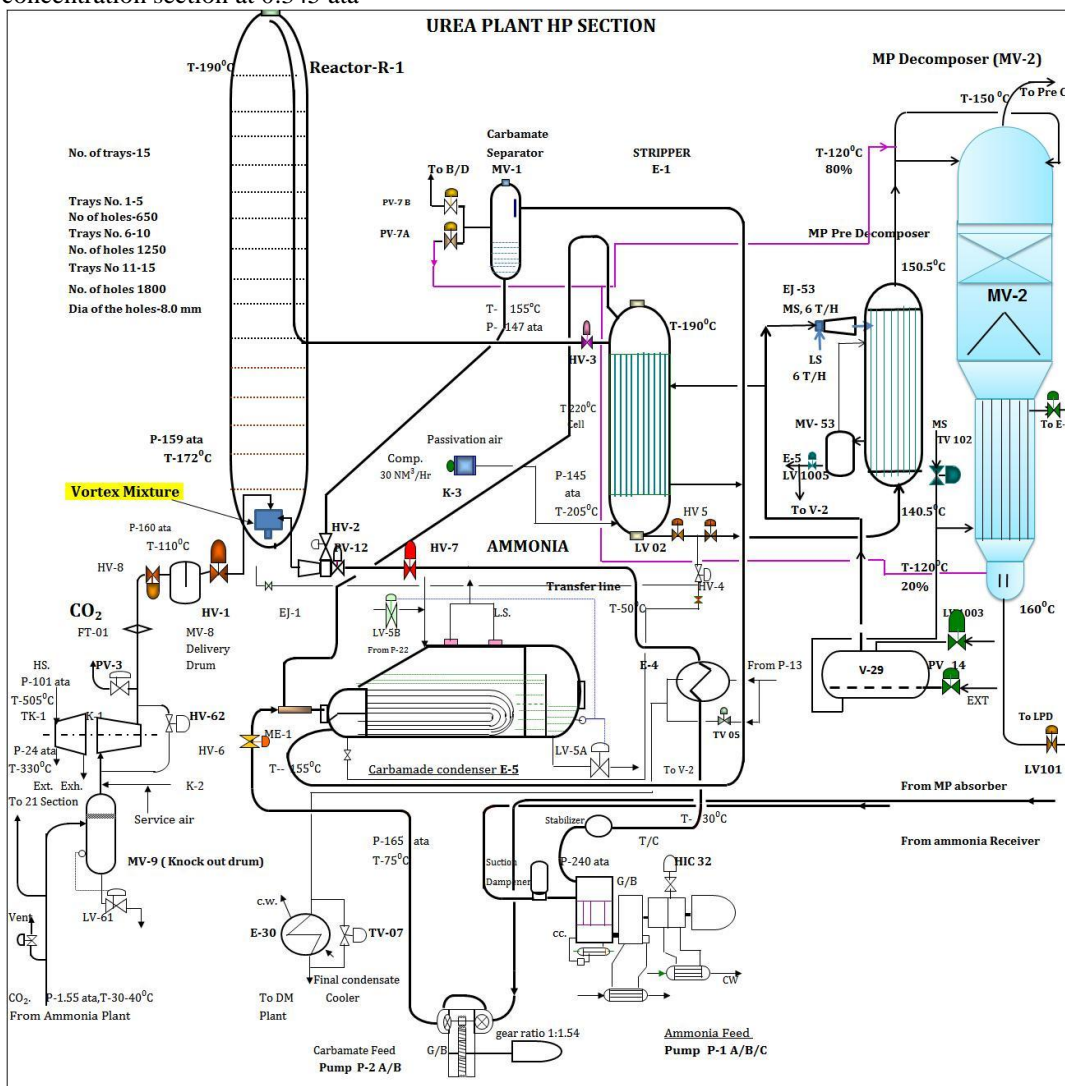 concentration section at 0.345 ata
UREA PLANT HP SECTION
T-190⁰C
Reactor-R-1
MP Decomposer (MV-2)
T-150 ⁰C
To Pre C
No. of trays-15
Trays No. 1-5
No of holes-650
Trays No. 6-10
No. of holes 1250
Trays No 11-15
No. of holes 1800
Dia of the holes-8.0 mm
Carbamate
Separator
MV-1
To B/D
PV-7 B
PV-7A
STRIPPER
E-1
T-120⁰C
80%
MP Pre Decomposer
150.5⁰C
MV-2
EJ-53
MS, 6 T/H
LS
6 T/H
T- 155⁰C
P- 147 ata
T-190⁰C
HV-3
T-220⁰C
Cell
MV- 53
MS
TV 102
To E-
E-5
LV1005
To V-2
P-159 ata
T-172⁰C
Passivation air
Comp.
30 NM³/Hr
K-3
P-145
ata
T-205⁰C
Vortex Mixture
P-160 ata
T-110⁰C
HV-8
HV-2
PV-12
HV-7
AMMONIA
HV 5
LV 02
140.5⁰C
CO₂
FT-01
HV-1
MV-8
Delivery
Drum
EJ-1
LV-5B
From P-22
L.S.
Transfer line
T-50⁰C
HV-4
T-120⁰C
20%
160⁰C
HS.
P-101 ata
T-505⁰C
TK-1
K-1
PV-3
HV-62
E-4
From P-13
V-29
PV 14
EXT
ME-1
HV-6
TV 05
To LPD
P-24 ata
T-330⁰C
Ext. Exh.
T-- 155⁰C
Carbamade condenser E-5
LV-5A
To V-2
LV101
To 21 Section
K-2
Service air
From MP absorber
MV-9 ( Knock out drum)
P-165 ata
T-75⁰C
Stabilizer
T- 30⁰C
T/C
From ammonia Receiver
Suction
Dampener
P-240 ata
HIC 32
G/B
Vent
LV-61
c.w.
E-30
TV-07
cc.
CW
CO₂. P-1.55 ata,T-30-40⁰C
From Ammonia Plant
To DM
Plant
Final condensate
Cooler
gear ratio 1:1.54
Carbamate Feed
Pump P-2 A/B
G/B
Ammonia Feed
Pump P-1 A/B/C